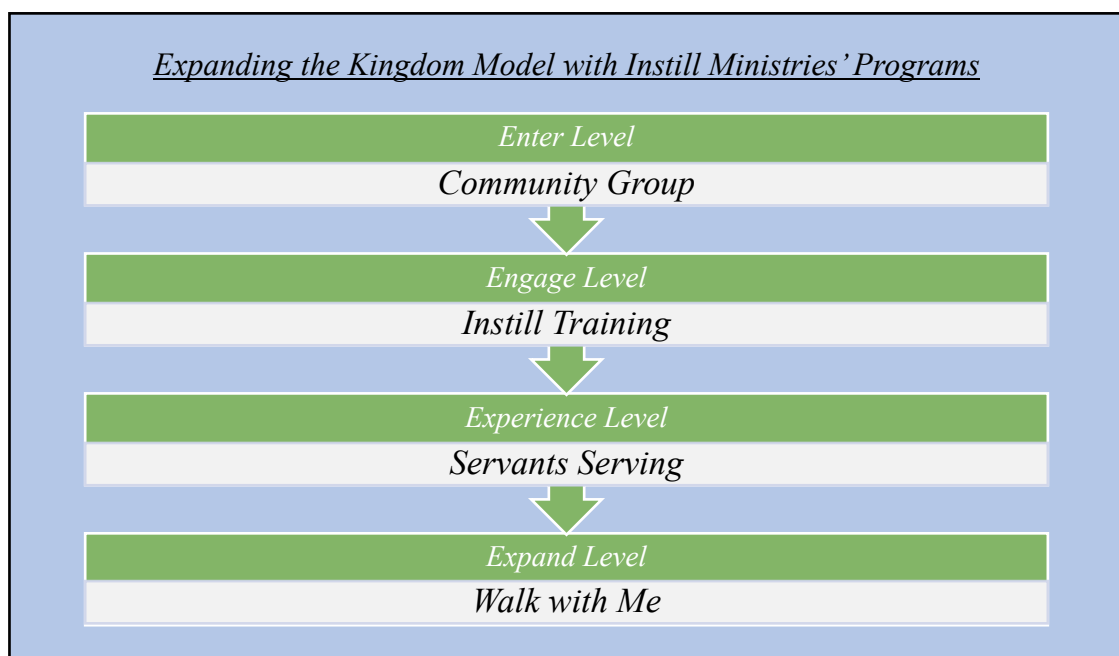 Expanding the Kingdom Model with Instill Ministries’ Programs
Enter Level
Community Group
Engage Level
Instill Training
Experience Level
Servants Serving
Expand Level
Walk with Me